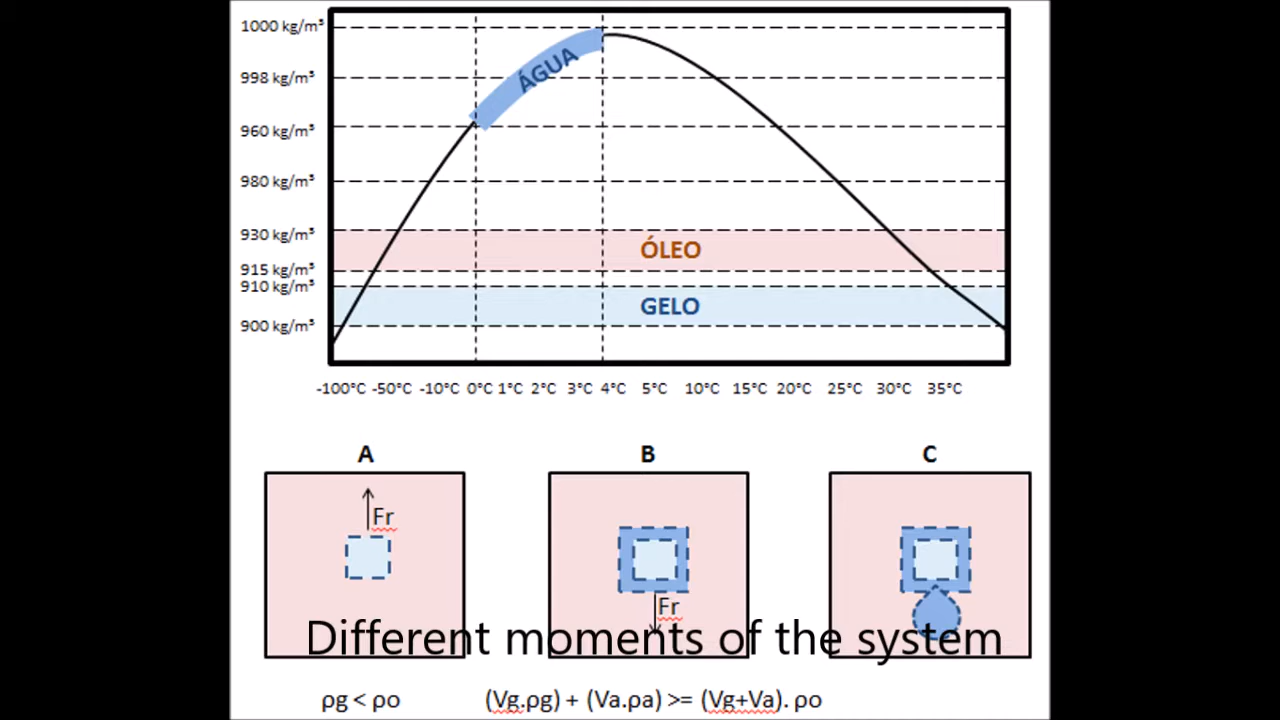 1000 kg/m³
998 kg/m³
960 kg/m³
980 kg/m³
930 kg/m³
915 kg/m³
910 kg/m³
900 kg/m³
ÁGUA
ÓLEO
GELO
-100°C -50°C -10°C 0°C 1°C 2°C 3°C 4°C 5°C 10°C 15°C 20°C 25°C 30°C 35°C
A B C
Fr
Fr
Different moments of the system
ρg < ρo (Vg.ρg) + (Va.ρa) >= (Vg+Va). ρo